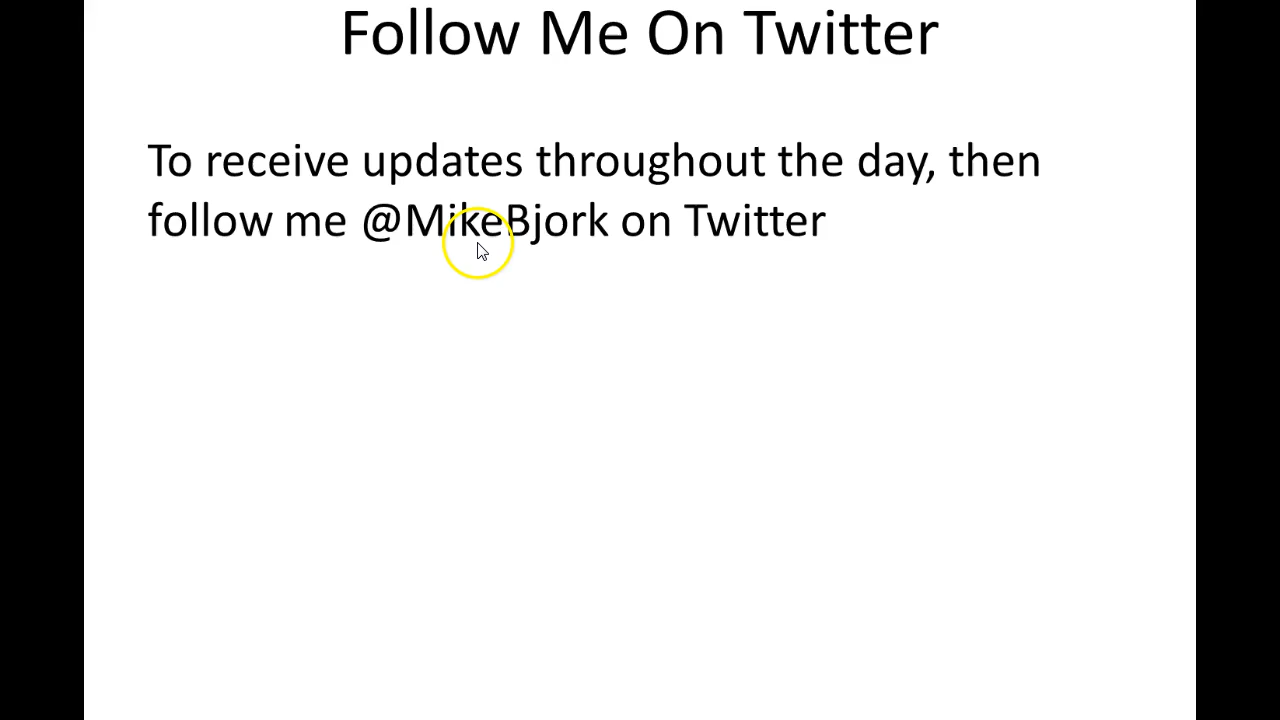 Follow Me On Twitter
To receive updates throughout the day, then
follow me @MikeBjork on Twitter